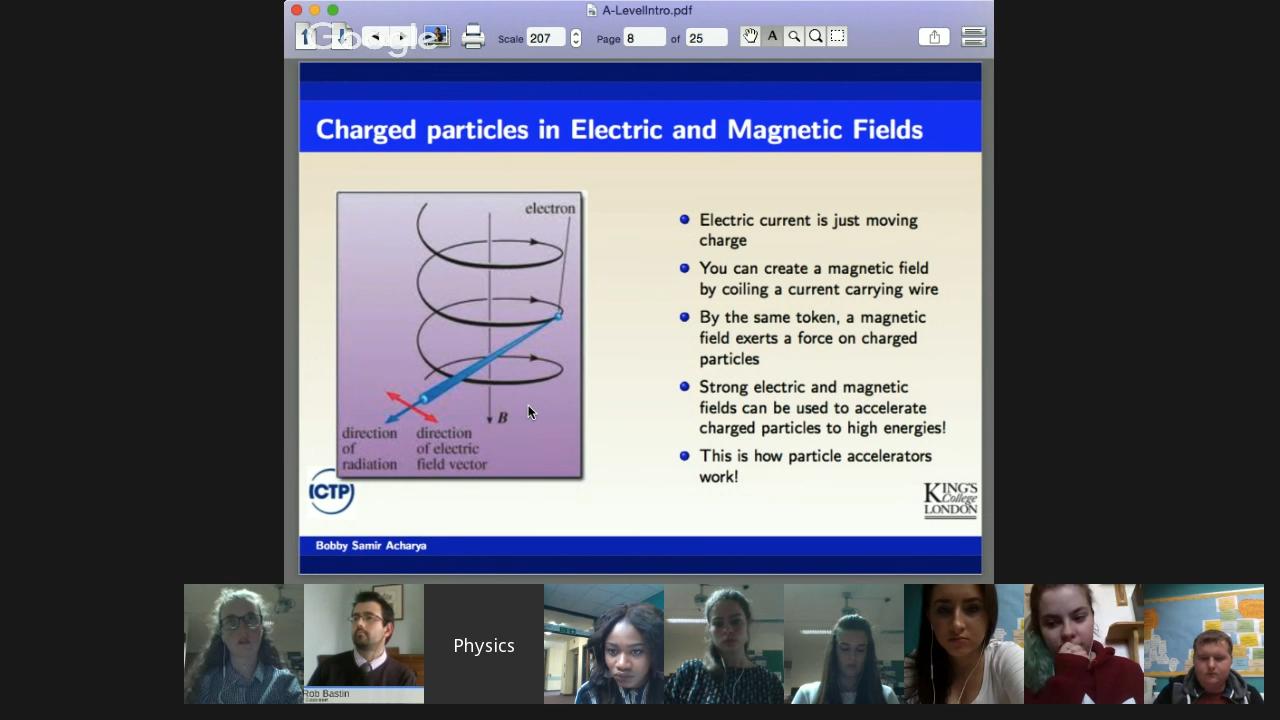 A-LevelIntro.pdf
Google
Scale 207 Page 8 of 25 A
Charged particles in Electric and Magnetic Fields
electron
B
direction
of
radiation
direction
of electric
field vector
Electric current is just moving
charge
You can create a magnetic field
by coiling a current carrying wire
By the same token, a magnetic
field exerts a force on charged
particles
Strong electric and magnetic
fields can be used to accelerate
charged particles to high energies!
This is how particle accelerators
work!
(CTP)
KING'S
College
LONDON
Bobby Samir Acharya
Physics
Rob Bastin